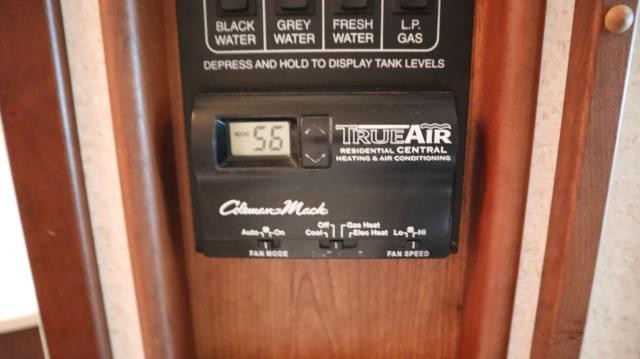 BLACK WATER GREY WATER FRESH WATER L.P. GAS
DEPRESS AND HOLD TO DISPLAY TANK LEVELS
56
TRUEAIR
RESIDENTIAL CENTRAL
HEATING & AIR CONDITIONING
Coleman-Mach
Off Gas Heat
Auto On Cool Elec Heat Lo Hi
FAN MODE FAN SPEED